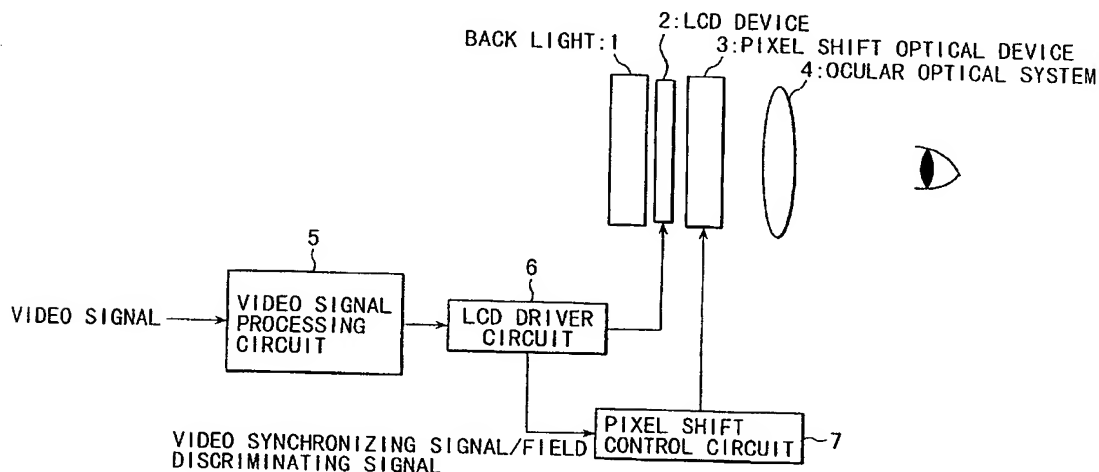 2:LCD DEVICE
BACK LIGHT:1
3:PIXEL SHIFT OPTICAL DEVICE
4:OCULAR OPTICAL SYSTEM
5
6
VIDEO SIGNAL
VIDEO SIGNAL
PROCESSING
CIRCUIT
LCD DRIVER
CIRCUIT
PIXEL SHIFT
CONTROL CIRCUIT
7
VIDEO SYNCHRONIZING SIGNAL/FIELD
DISCRIMINATING SIGNAL